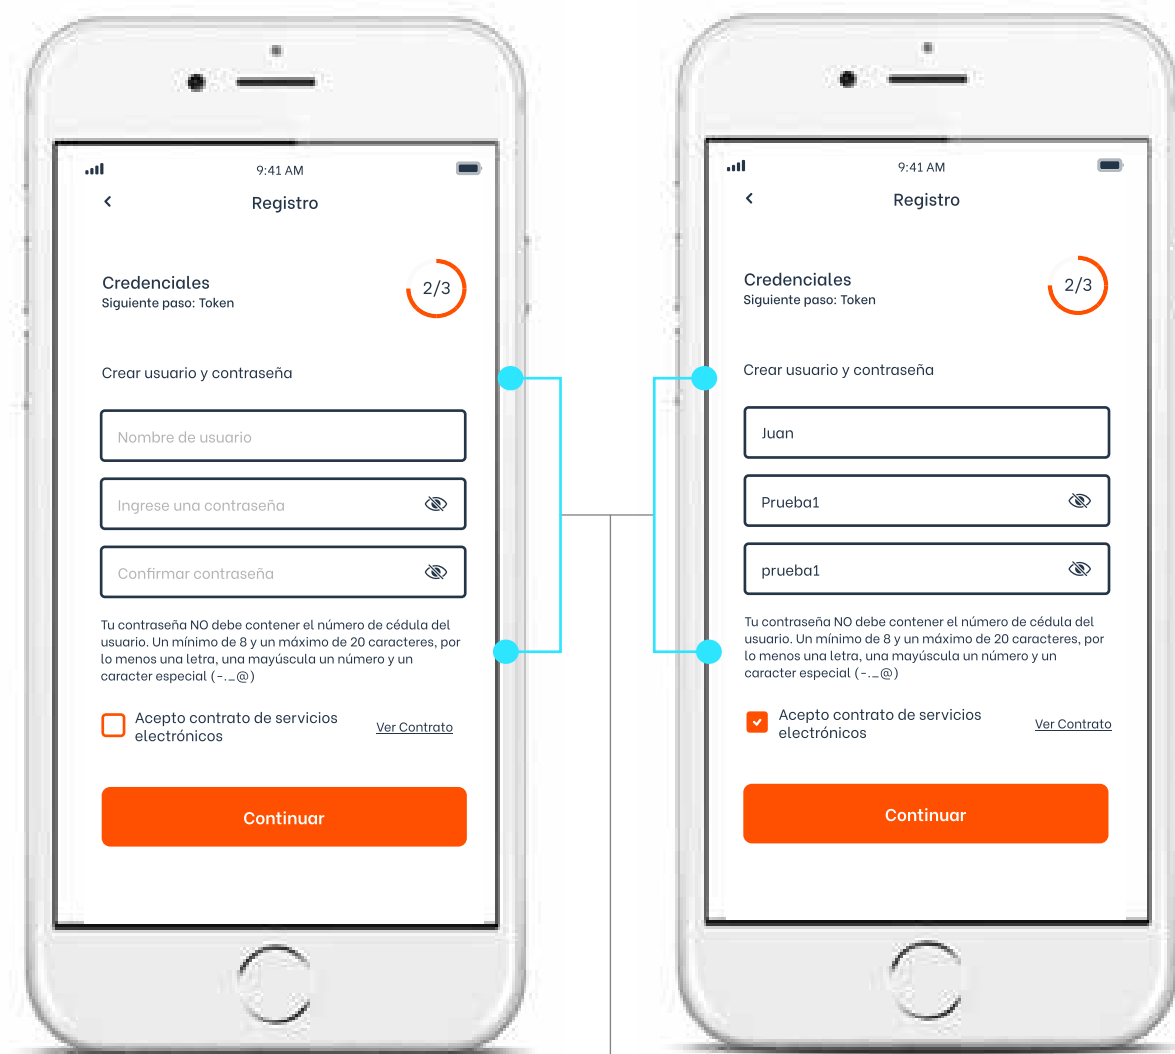 9:41 AM
Registro
Credenciales
Siguiente paso: Token
2/3
Crear usuario y contraseña
Nombre de usuario
Ingrese una contraseña
Confirmar contraseña
Tu contraseña NO debe contener el número de cédula del
usuario. Un mínimo de 8 y un máximo de 20 caracteres, por
lo menos una letra, una mayúscula un número y un
caracter especial (-._@)
Acepto contrato de servicios
electrónicos
Ver Contrato
Continuar
9:41 AM
Registro
Credenciales
Siguiente paso: Token
2/3
Crear usuario y contraseña
Juan
Prueba1
prueba1
Tu contraseña NO debe contener el número de cédula del
usuario. Un mínimo de 8 y un máximo de 20 caracteres, por
lo menos una letra, una mayúscula un número y un
caracter especial (-._@)
Acepto contrato de servicios
electrónicos
Ver Contrato
Continuar